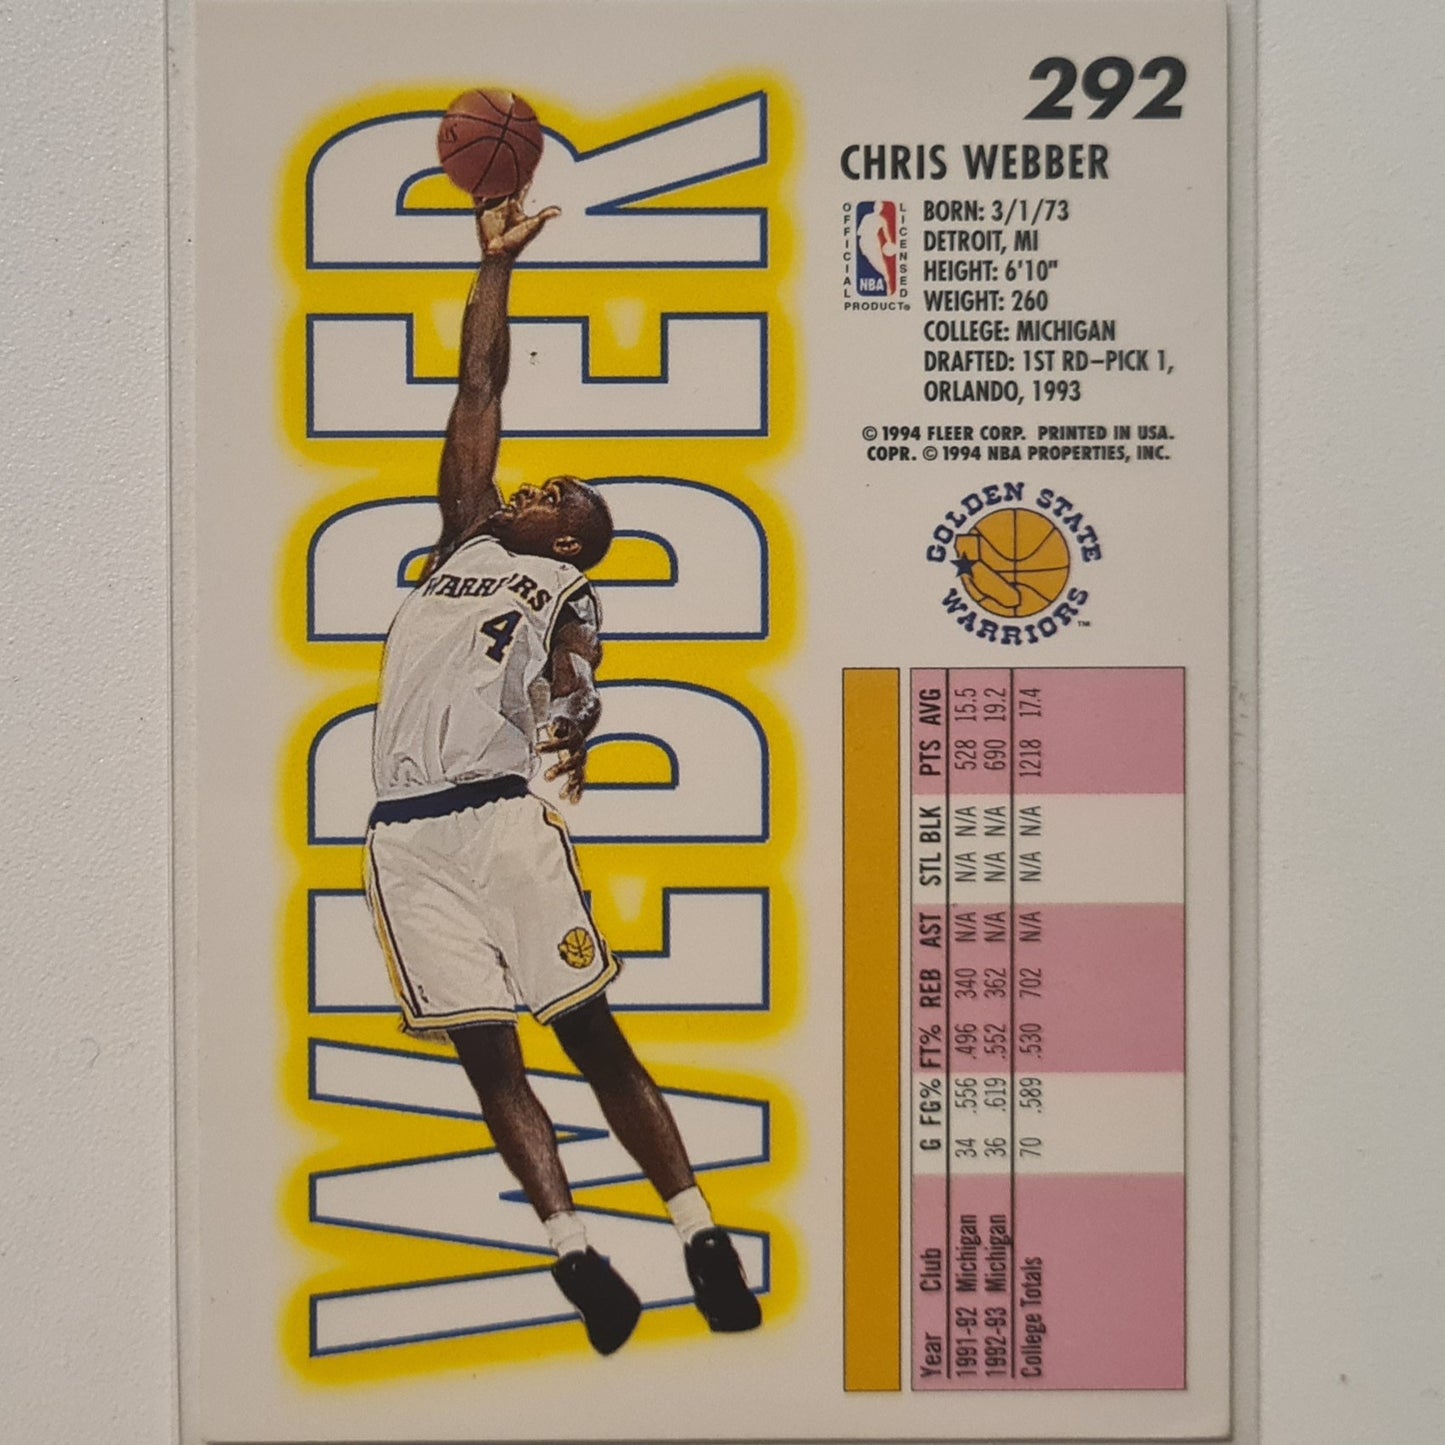 292
CHRIS WEBBER
OFFICIAL LICENSED
NBA
PRODUCT®
BORN: 3/1/73
DETROIT, MI
HEIGHT: 6'10"
WEIGHT: 260
COLLEGE: MICHIGAN
DRAFTED: 1ST RD–PICK 1,
ORLANDO, 1993
© 1994 FLEER CORP. PRINTED IN USA.
COPR. © 1994 NBA PROPERTIES, INC.
GOLDEN STATE
WARRIORS™
WEBBER
WARRIORS
4
Year Club G FG% FT% REB AST STL BLK PTS AVG
1991-92 Michigan 34 .556 .496 340 N/A N/A N/A 528 15.5
1992-93 Michigan 36 .619 .552 362 N/A N/A N/A 690 19.2
College Totals 70 .589 .530 702 N/A N/A N/A 1218 17.4